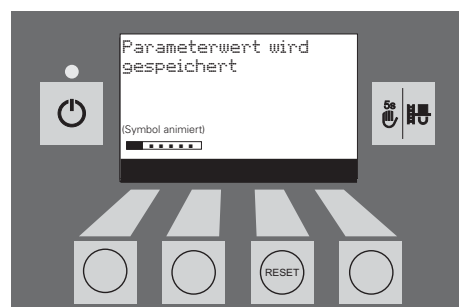 Parameterwert wird
gespeichert
(Symbol animiert)
5s
RESET